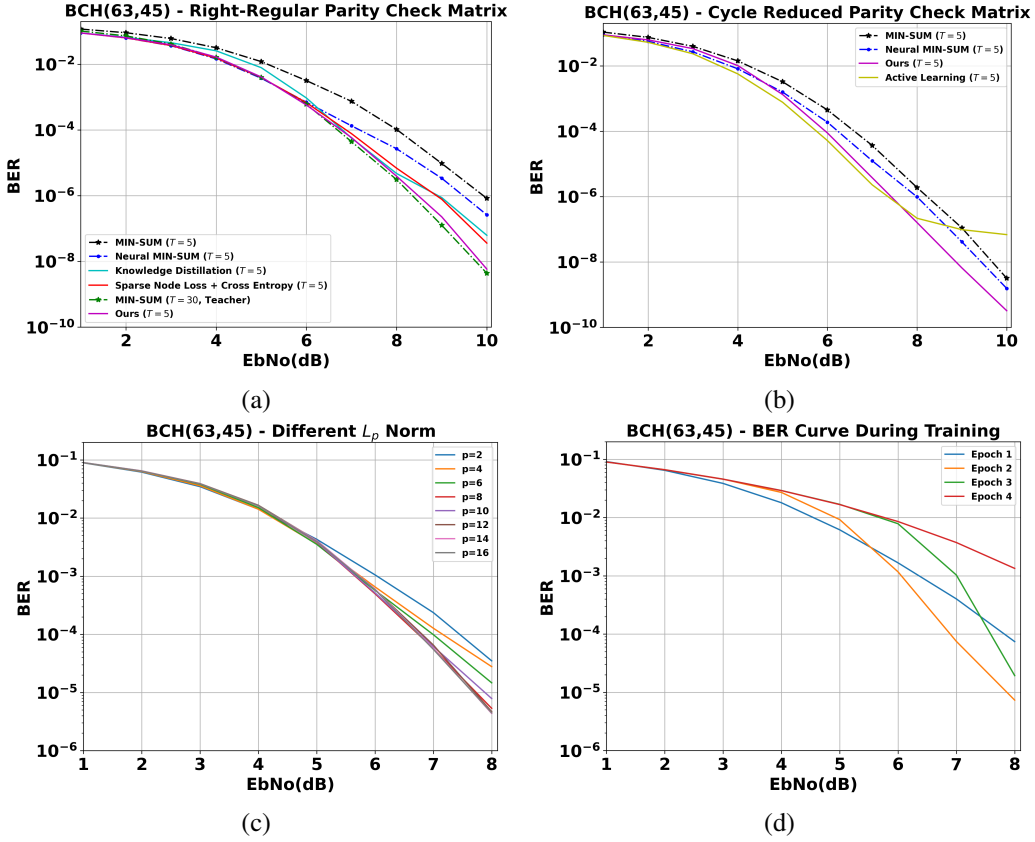 BCH(63,45) - Right-Regular Parity Check Matrix
10⁻²
10⁻⁴
10⁻⁶
10⁻⁸
10⁻¹⁰
BER
MIN-SUM (T = 5)
Neural MIN-SUM (T = 5)
Knowledge Distillation (T = 5)
Sparse Node Loss + Cross Entropy (T = 5)
MIN-SUM (T = 30, Teacher)
Ours (T = 5)
2 4 6 8 10
EbNo(dB)
(a)
BCH(63,45) - Cycle Reduced Parity Check Matrix
MIN-SUM (T = 5)
Neural MIN-SUM (T = 5)
Ours (T = 5)
Active Learning (T = 5)
10⁻²
10⁻⁴
10⁻⁶
10⁻⁸
10⁻¹⁰
BER
2 4 6 8 10
EbNo(dB)
(b)
BCH(63,45) - Different Lₚ Norm
p=2
p=4
p=6
p=8
p=10
p=12
p=14
p=16
10⁻¹
10⁻²
10⁻³
10⁻⁴
10⁻⁵
10⁻⁶
BER
1 2 3 4 5 6 7 8
EbNo(dB)
(c)
BCH(63,45) - BER Curve During Training
Epoch 1
Epoch 2
Epoch 3
Epoch 4
10⁻¹
10⁻²
10⁻³
10⁻⁴
10⁻⁵
10⁻⁶
BER
1 2 3 4 5 6 7 8
EbNo(dB)
(d)